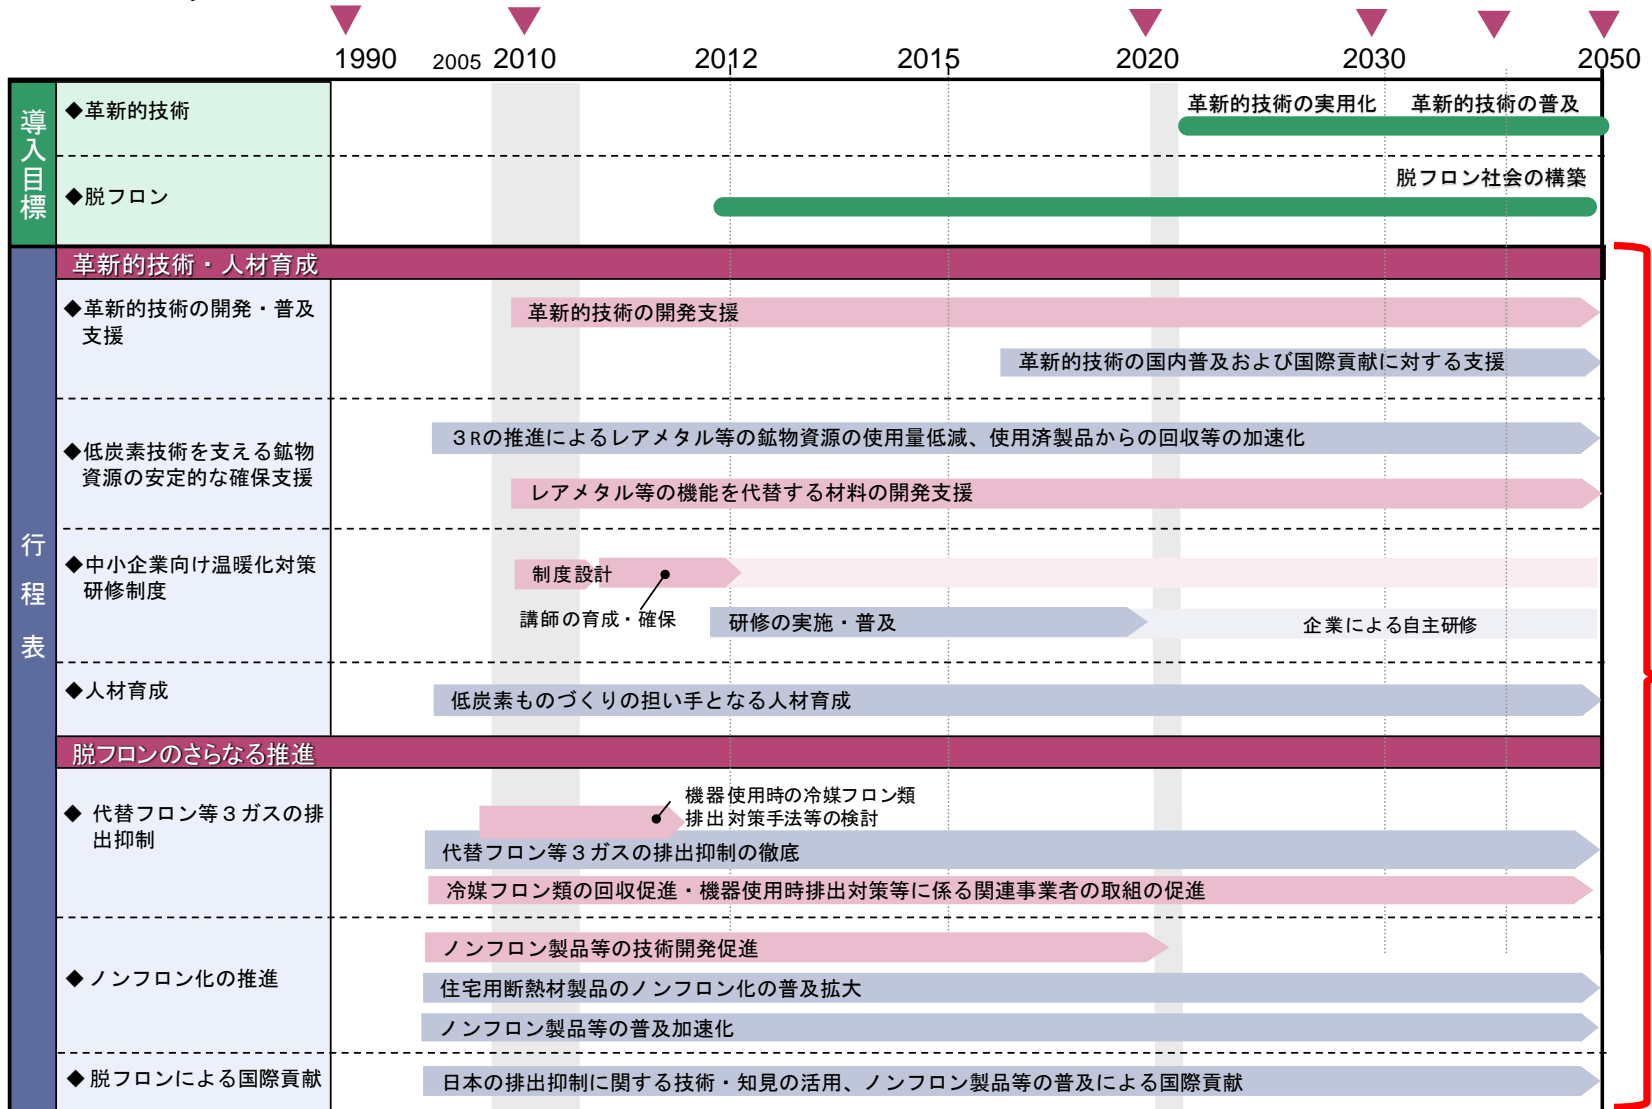 1990 2005 2010 2012 2015 2020 2030 2050
導入目標
◆革新的技術
革新的技術の実用化 革新的技術の普及
◆脱フロン
脱フロン社会の構築
行程表
革新的技術・人材育成
◆革新的技術の開発・普及
支援
革新的技術の開発支援
革新的技術の国内普及および国際貢献に対する支援
◆低炭素技術を支える鉱物
資源の安定的な確保支援
３Rの推進によるレアメタル等の鉱物資源の使用量低減、使用済製品からの回収等の加速化
レアメタル等の機能を代替する材料の開発支援
◆中小企業向け温暖化対策
研修制度
制度設計
講師の育成・確保
研修の実施・普及
企業による自主研修
◆人材育成
低炭素ものづくりの担い手となる人材育成
脱フロンのさらなる推進
◆ 代替フロン等３ガスの排
出抑制
機器使用時の冷媒フロン類
排出対策手法等の検討
代替フロン等３ガスの排出抑制の徹底
冷媒フロン類の回収促進・機器使用時排出対策等に係る関連事業者の取組の促進
◆ ノンフロン化の推進
ノンフロン製品等の技術開発促進
住宅用断熱材製品のノンフロン化の普及拡大
ノンフロン製品等の普及加速化
◆ 脱フロンによる国際貢献
日本の排出抑制に関する技術・知見の活用、ノンフロン製品等の普及による国際貢献